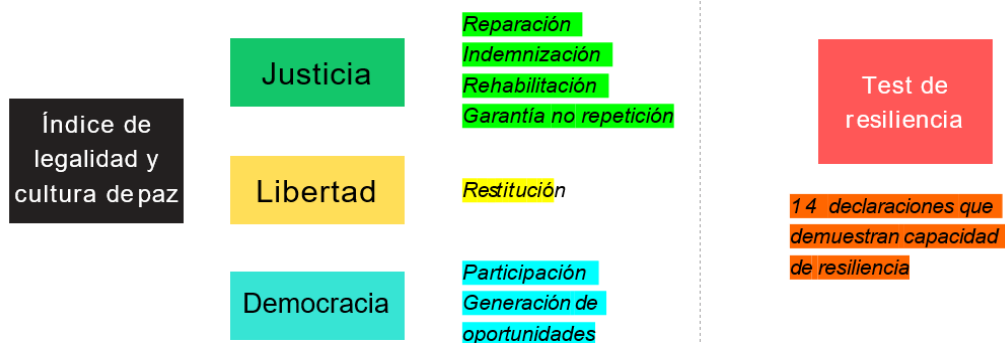 Índice de
legalidad y
cultura de paz
Justicia
Reparación
Indemnización
Rehabilitación
Garantía no repetición
Libertad
Restitución
Democracia
Participación
Generación de
oportunidades
Test de
resiliencia
14 declaraciones que
demuestran capacidad
de resiliencia